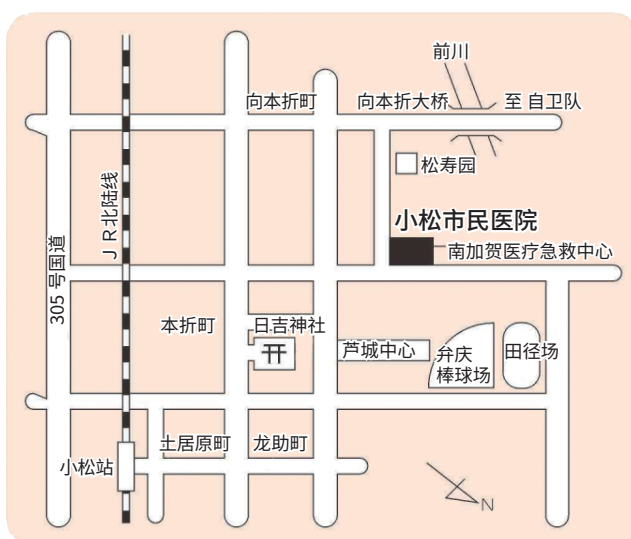 前川
向本折町
向本折大桥
至 自卫队
松寿园
JR北陆线
小松市民医院
南加贺医疗急救中心
305 号国道
本折町
日吉神社
芦城中心
弁庆
棒球场
田径场
土居原町
龙助町
小松站
N